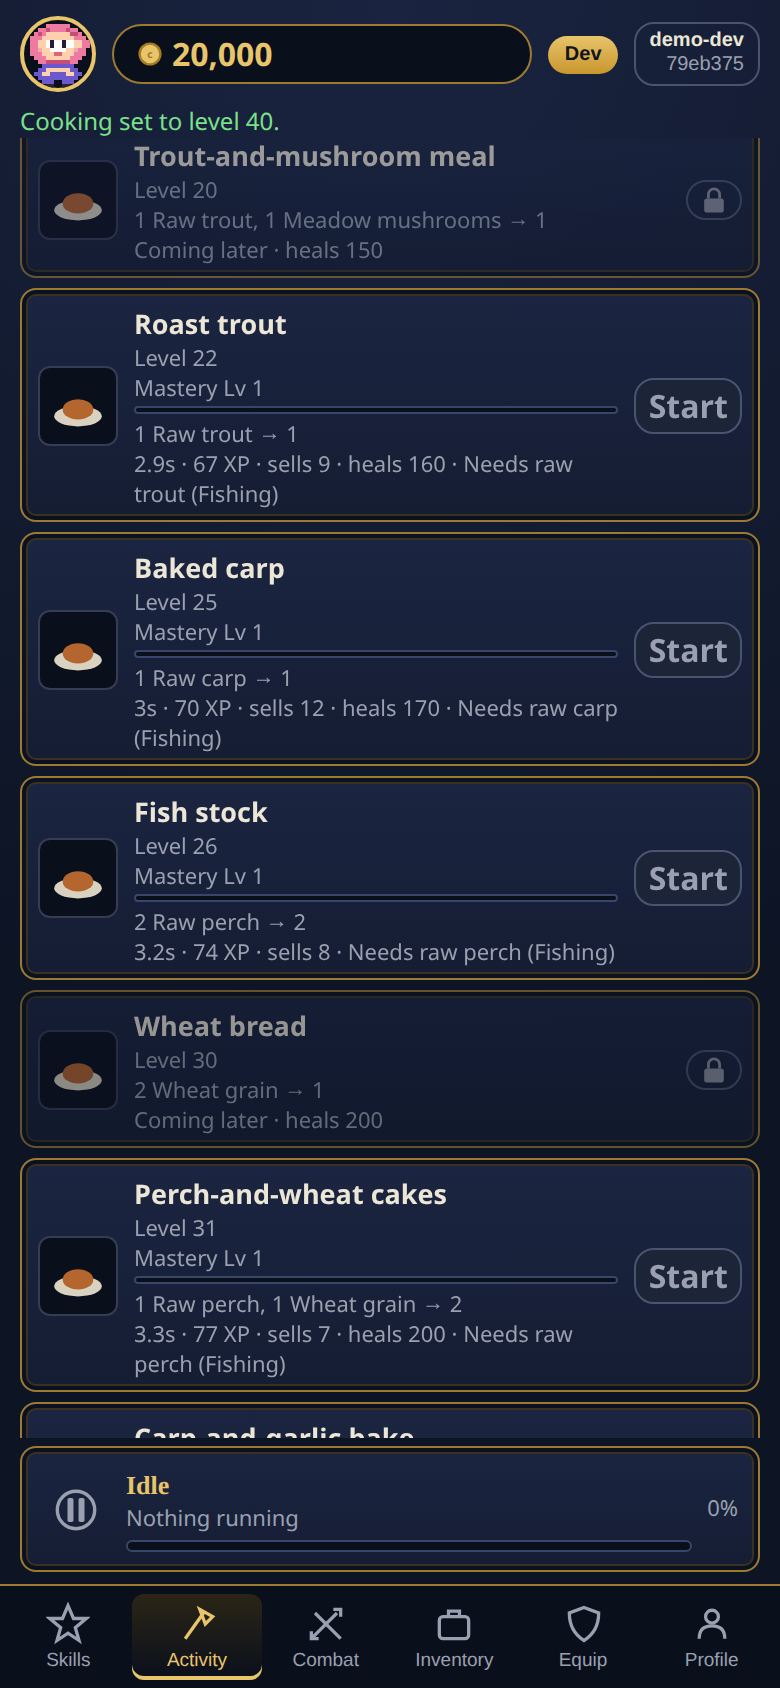 20,000
Dev
demo-dev
79eb375
Cooking set to level 40.
Trout-and-mushroom meal
Level 20
1 Raw trout, 1 Meadow mushrooms → 1
Coming later · heals 150
Roast trout
Level 22
Mastery Lv 1
1 Raw trout → 1
2.9s · 67 XP · sells 9 · heals 160 · Needs raw
trout (Fishing)
Start
Baked carp
Level 25
Mastery Lv 1
1 Raw carp → 1
3s · 70 XP · sells 12 · heals 170 · Needs raw carp
(Fishing)
Start
Fish stock
Level 26
Mastery Lv 1
2 Raw perch → 2
3.2s · 74 XP · sells 8 · Needs raw perch (Fishing)
Start
Wheat bread
Level 30
2 Wheat grain → 1
Coming later · heals 200
Perch-and-wheat cakes
Level 31
Mastery Lv 1
1 Raw perch, 1 Wheat grain → 2
3.3s · 77 XP · sells 7 · heals 200 · Needs raw
perch (Fishing)
Start
Carp-and-garlic bake
Idle
Nothing running
0%
Skills
Activity
Combat
Inventory
Equip
Profile